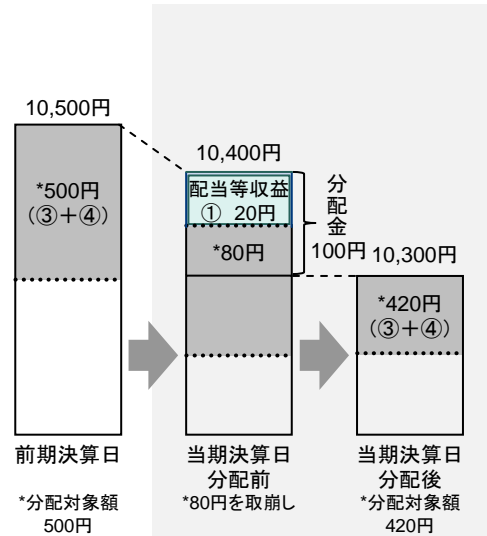 10,500円
*500円
(③+④)
前期決算日
*分配対象額
500円
10,400円
配当等収益
① 20円
*80円
分配金
100円
当期決算日
分配前
*80円を取崩し
10,300円
*420円
(③+④)
当期決算日
分配後
*分配対象額
420円